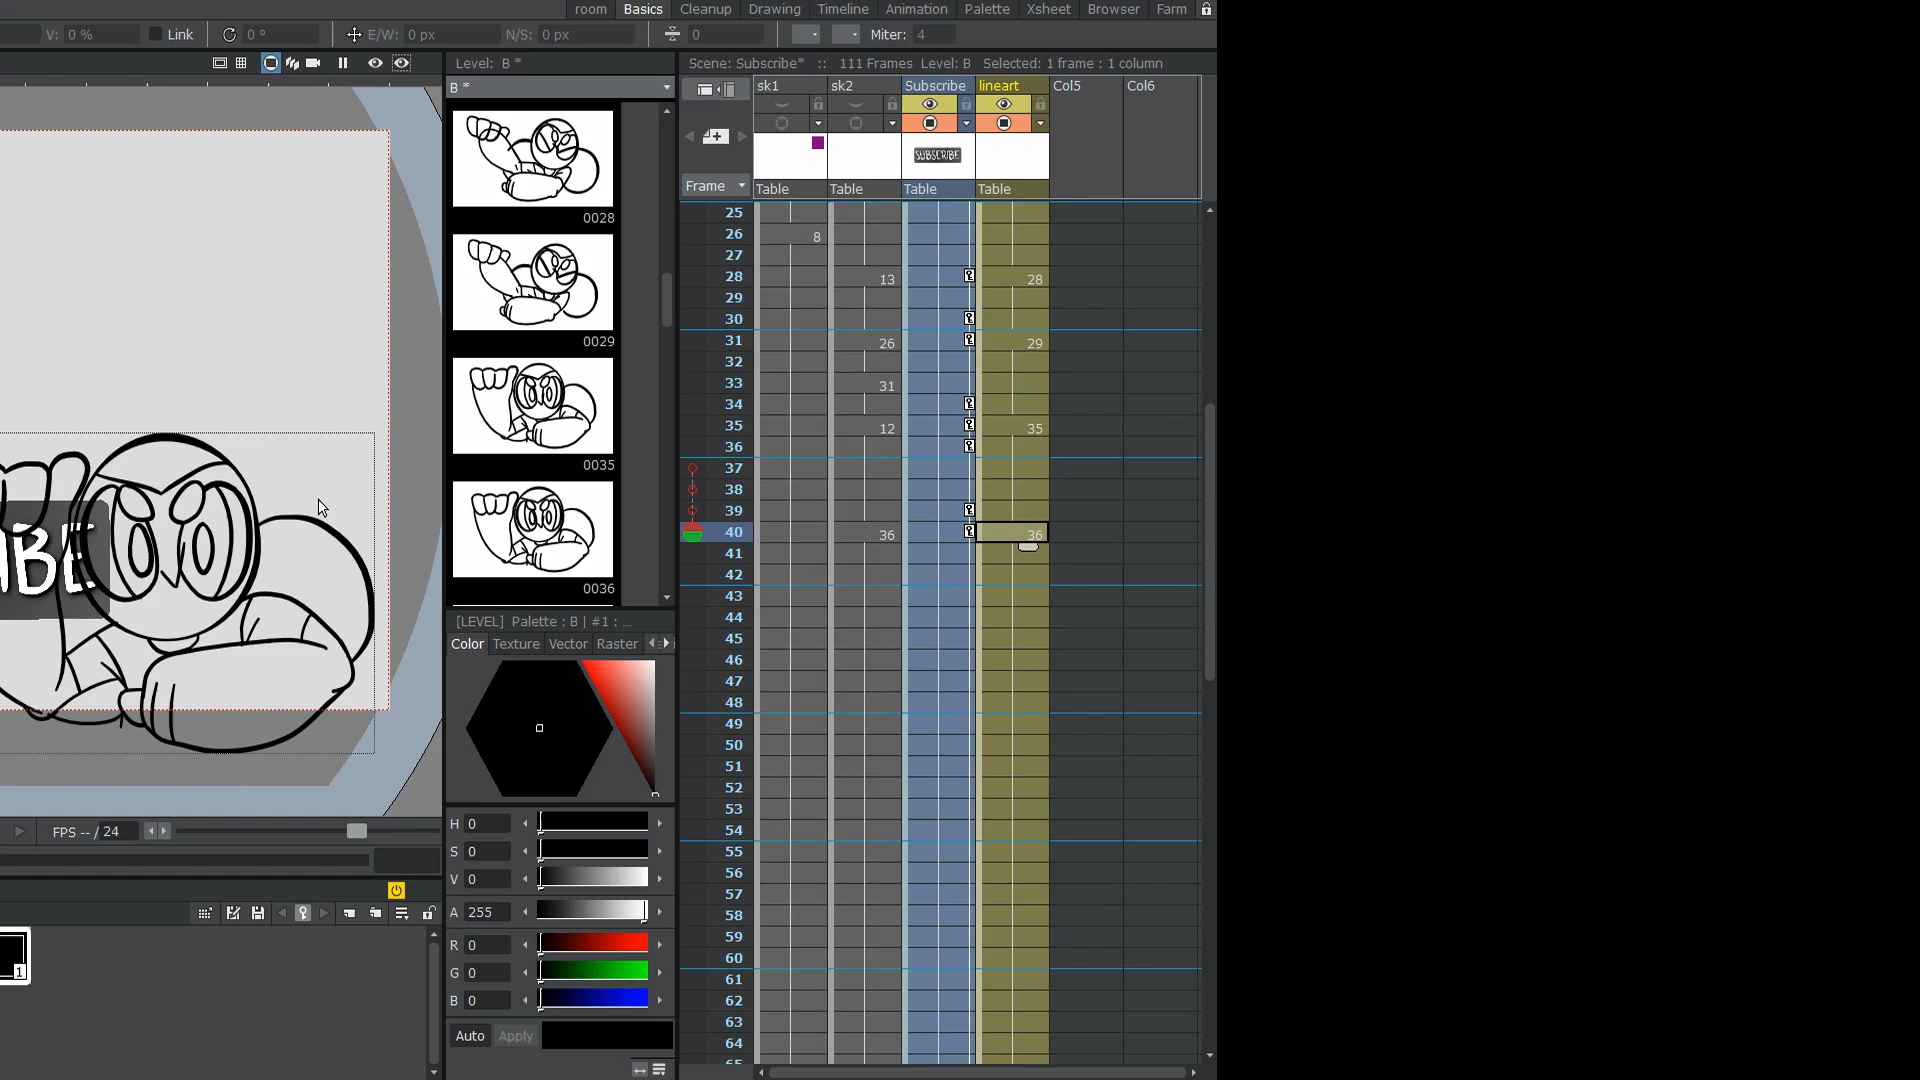 room Basics Cleanup Drawing Timeline Animation Palette Xsheet Browser Farm
V: 0 % Link 0 ° E/W: 0 px N/S: 0 px 0 Miter: 4
Level: B *
Scene: Subscribe* :: 111 Frames Level: B Selected: 1 frame : 1 column
B *
sk1 sk2 Subscribe lineart Col5 Col6
SUBSCRIBE
Frame Table Table Table Table
0028
0029
0035
0036
25
26 8
27
28 13 28
29
30
31 26 29
32
33 31
34
35 12 35
36
37
38
39
40 36 36
41
42
43
44
45
46
47
48
49
50
51
52
53
54
55
56
57
58
59
60
61
62
63
64
IBE
[LEVEL] Palette : B | #1 : ...
Color Texture Vector Raster
FPS -- / 24
H 0
S 0
V 0
A 255
R 0
G 0
B 0
1
Auto Apply